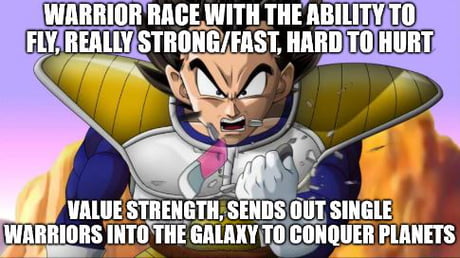 WARRIOR RACE WITH THE ABILITY TO
FLY, REALLY STRONG/FAST, HARD TO HURT
VALUE STRENGTH, SENDS OUT SINGLE
WARRIORS INTO THE GALAXY TO CONQUER PLANETS